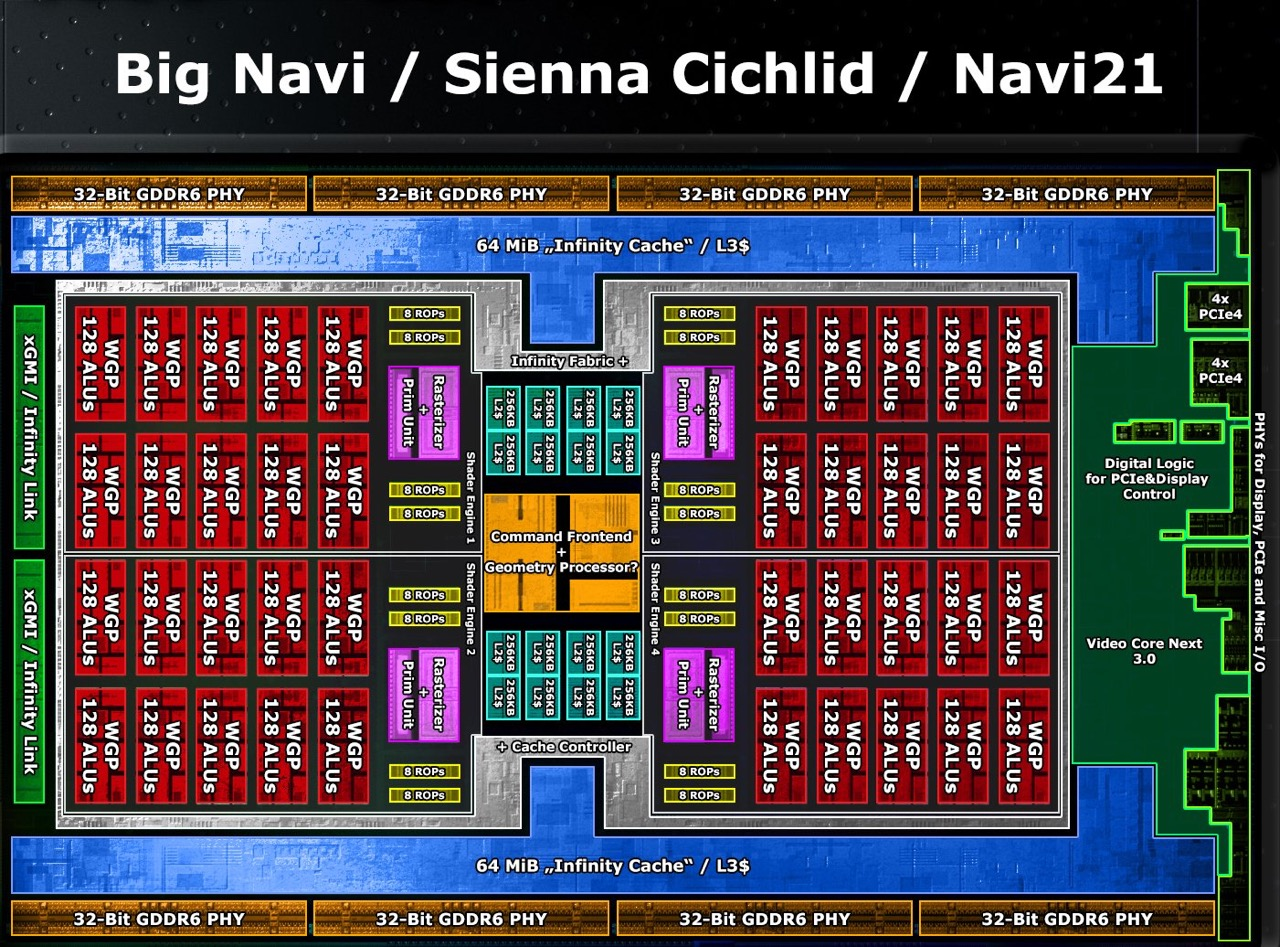 Big Navi / Sienna Cichlid / Navi21
32-Bit GDDR6 PHY
32-Bit GDDR6 PHY
32-Bit GDDR6 PHY
32-Bit GDDR6 PHY
64 MiB „Infinity Cache“ / L3$
xGMI / Infinity Link
WGP
128 ALUs
WGP
128 ALUs
WGP
128 ALUs
WGP
128 ALUs
WGP
128 ALUs
WGP
128 ALUs
WGP
128 ALUs
WGP
128 ALUs
WGP
128 ALUs
WGP
128 ALUs
8 ROPs
8 ROPs
Rasterizer
+
Prim Unit
8 ROPs
8 ROPs
Shader Engine 1
Infinity Fabric +
256KB
L2$
256KB
L2$
256KB
L2$
256KB
L2$
256KB
L2$
256KB
L2$
256KB
L2$
256KB
L2$
Command Frontend
+
Geometry Processor?
Shader Engine 3
8 ROPs
8 ROPs
Rasterizer
+
Prim Unit
8 ROPs
8 ROPs
WGP
128 ALUs
WGP
128 ALUs
WGP
128 ALUs
WGP
128 ALUs
WGP
128 ALUs
WGP
128 ALUs
WGP
128 ALUs
WGP
128 ALUs
WGP
128 ALUs
WGP
128 ALUs
4x
PCIe4
4x
PCIe4
Digital Logic
for PCIe&Display
Control
PHYs for Display, PCIe and Misc I/O
xGMI / Infinity Link
WGP
128 ALUs
WGP
128 ALUs
WGP
128 ALUs
WGP
128 ALUs
WGP
128 ALUs
WGP
128 ALUs
WGP
128 ALUs
WGP
128 ALUs
WGP
128 ALUs
WGP
128 ALUs
8 ROPs
8 ROPs
Rasterizer
+
Prim Unit
8 ROPs
8 ROPs
Shader Engine 2
256KB
L2$
256KB
L2$
256KB
L2$
256KB
L2$
256KB
L2$
256KB
L2$
256KB
L2$
256KB
L2$
+ Cache Controller
Shader Engine 4
8 ROPs
8 ROPs
Rasterizer
+
Prim Unit
8 ROPs
8 ROPs
WGP
128 ALUs
WGP
128 ALUs
WGP
128 ALUs
WGP
128 ALUs
WGP
128 ALUs
WGP
128 ALUs
WGP
128 ALUs
WGP
128 ALUs
WGP
128 ALUs
WGP
128 ALUs
Video Core Next
3.0
64 MiB „Infinity Cache“ / L3$
32-Bit GDDR6 PHY
32-Bit GDDR6 PHY
32-Bit GDDR6 PHY
32-Bit GDDR6 PHY